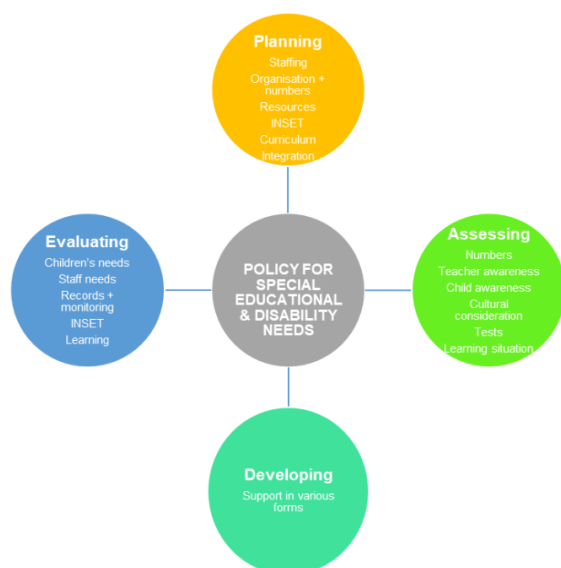 Planning
Staffing
Organisation +
numbers
Resources
INSET
Curriculum
Integration
Evaluating
Children's needs
Staff needs
Records +
monitoring
INSET
Learning
POLICY FOR
SPECIAL
EDUCATIONAL
& DISABILITY
NEEDS
Assessing
Numbers
Teacher awareness
Child awareness
Cultural
consideration
Tests
Learning situation
Developing
Support in various
forms